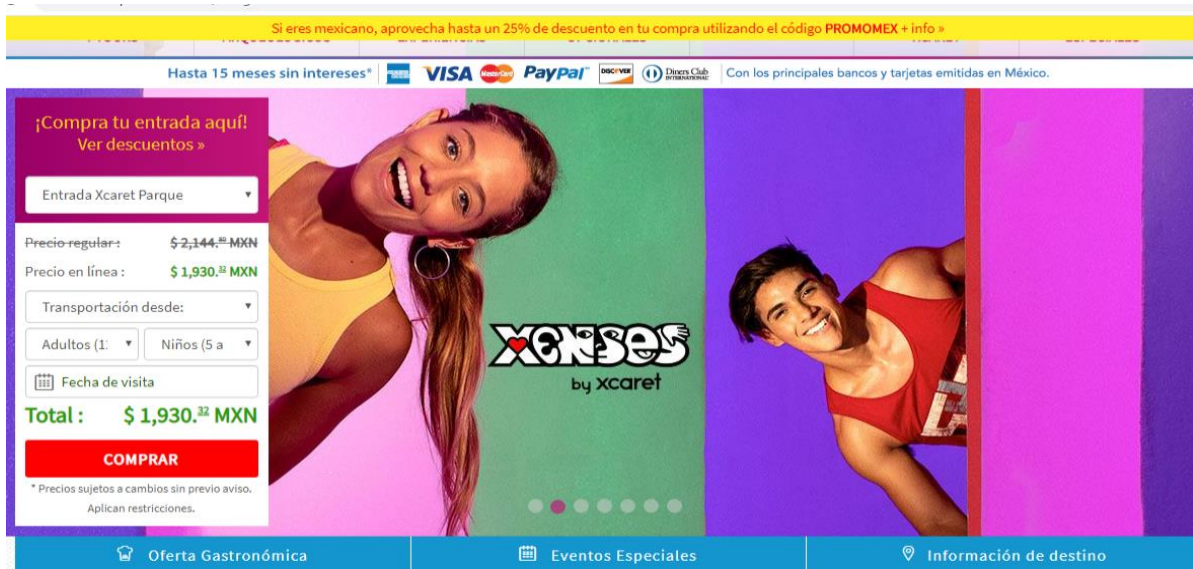 Si eres mexicano, aprovecha hasta un 25% de descuento en tu compra utilizando el código PROMOMEX + info »
Hasta 15 meses sin intereses* VISA MasterCard PayPal DISCOVER Diners Club INTERNATIONAL Con los principales bancos y tarjetas emitidas en México.
¡Compra tu entrada aquí!
Ver descuentos »
Entrada Xcaret Parque
Precio regular : $ 2,144.80 MXN
Precio en línea : $ 1,930.32 MXN
Transportación desde:
Adultos (1: Niños (5 a
Fecha de visita
Total : $ 1,930.32 MXN
COMPRAR
* Precios sujetos a cambios sin previo aviso.
Aplican restricciones.
XENSES
by xcaret
Oferta Gastronómica Eventos Especiales Información de destino